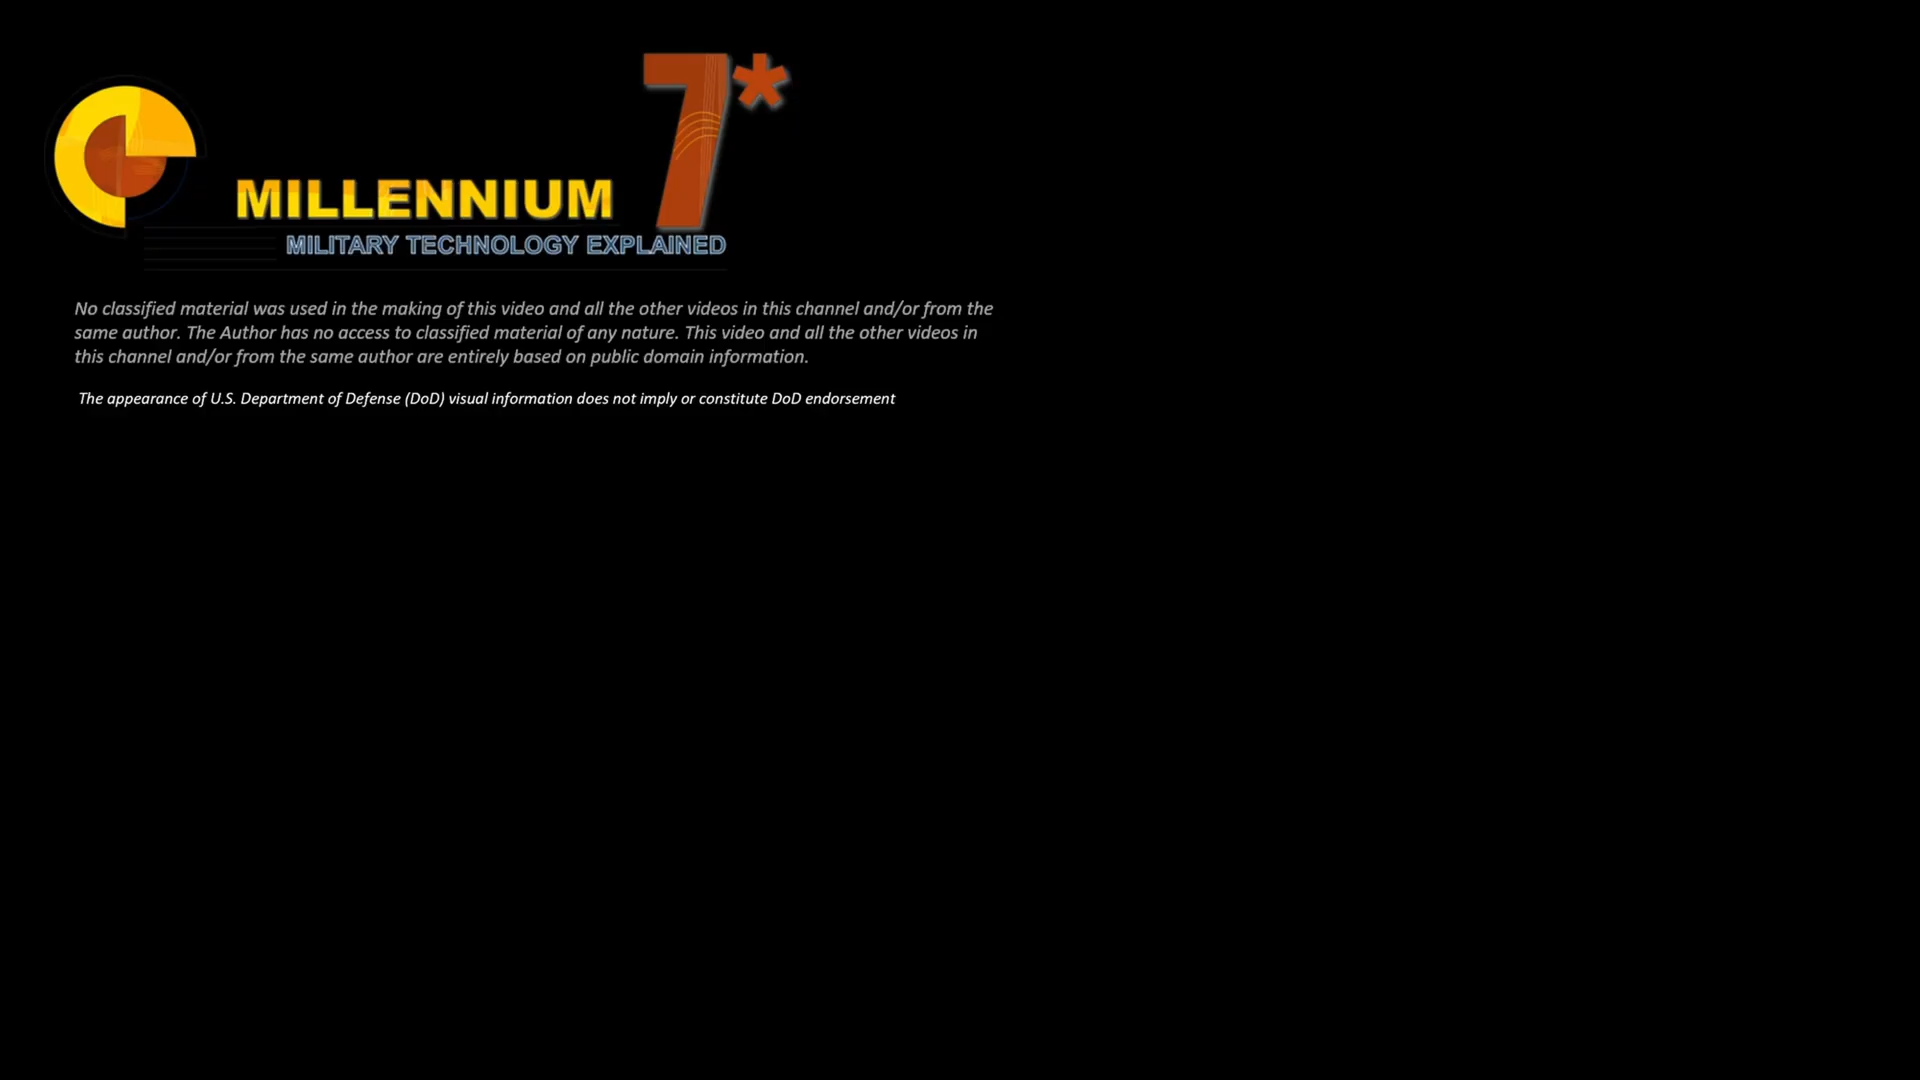 7*
MILLENNIUM
MILITARY TECHNOLOGY EXPLAINED
No classified material was used in the making of this video and all the other videos in this channel and/or from the
same author. The Author has no access to classified material of any nature. This video and all the other videos in
this channel and/or from the same author are entirely based on public domain information.
The appearance of U.S. Department of Defense (DoD) visual information does not imply or constitute DoD endorsement